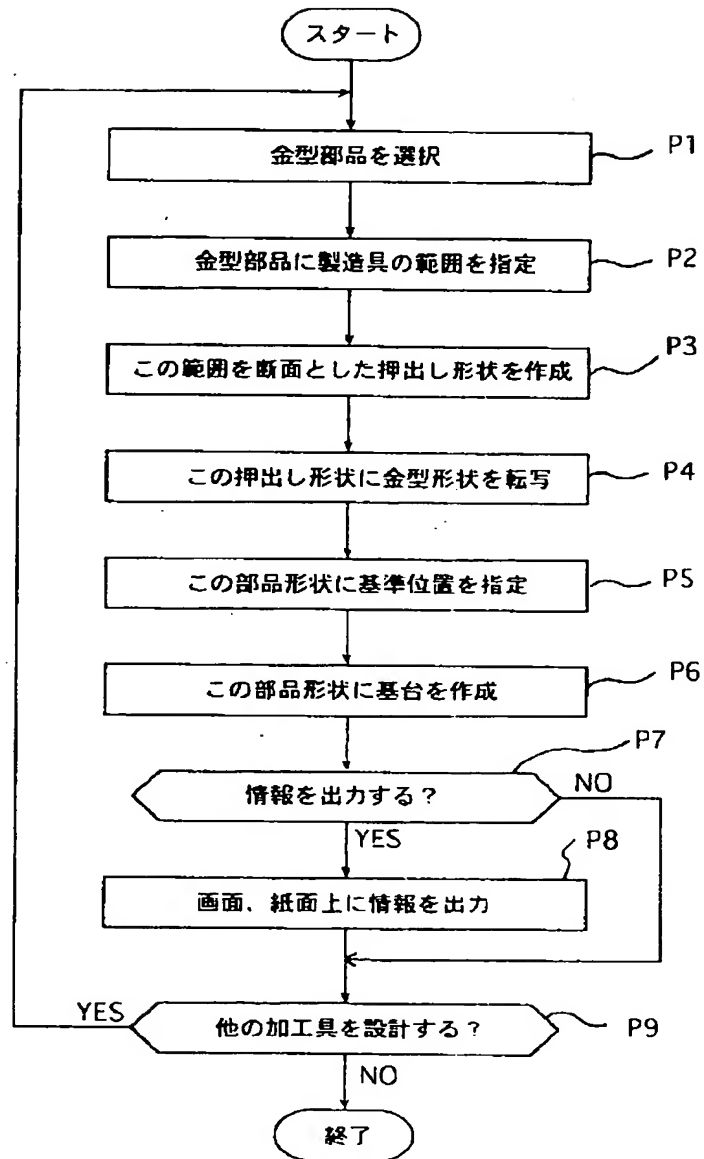 スタート
金型部品を選択
P1
金型部品に製造具の範囲を指定
P2
この範囲を断面とした押出し形状を作成
P3
この押出し形状に金型形状を転写
P4
この部品形状に基準位置を指定
P5
この部品形状に基台を作成
P6
P7
情報を出力する?
NO
YES
P8
画面、紙面上に情報を出力
YES
他の加工具を設計する?
P9
NO
終了